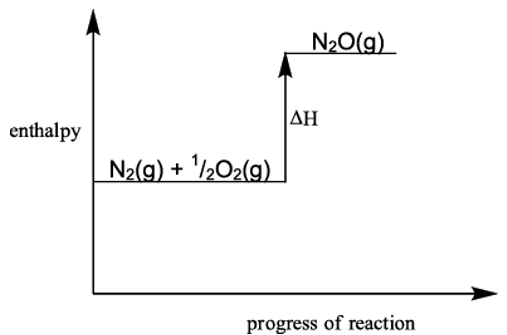 N₂O(g)
ΔH
enthalpy
N₂(g) + ¹/₂O₂(g)
progress of reaction